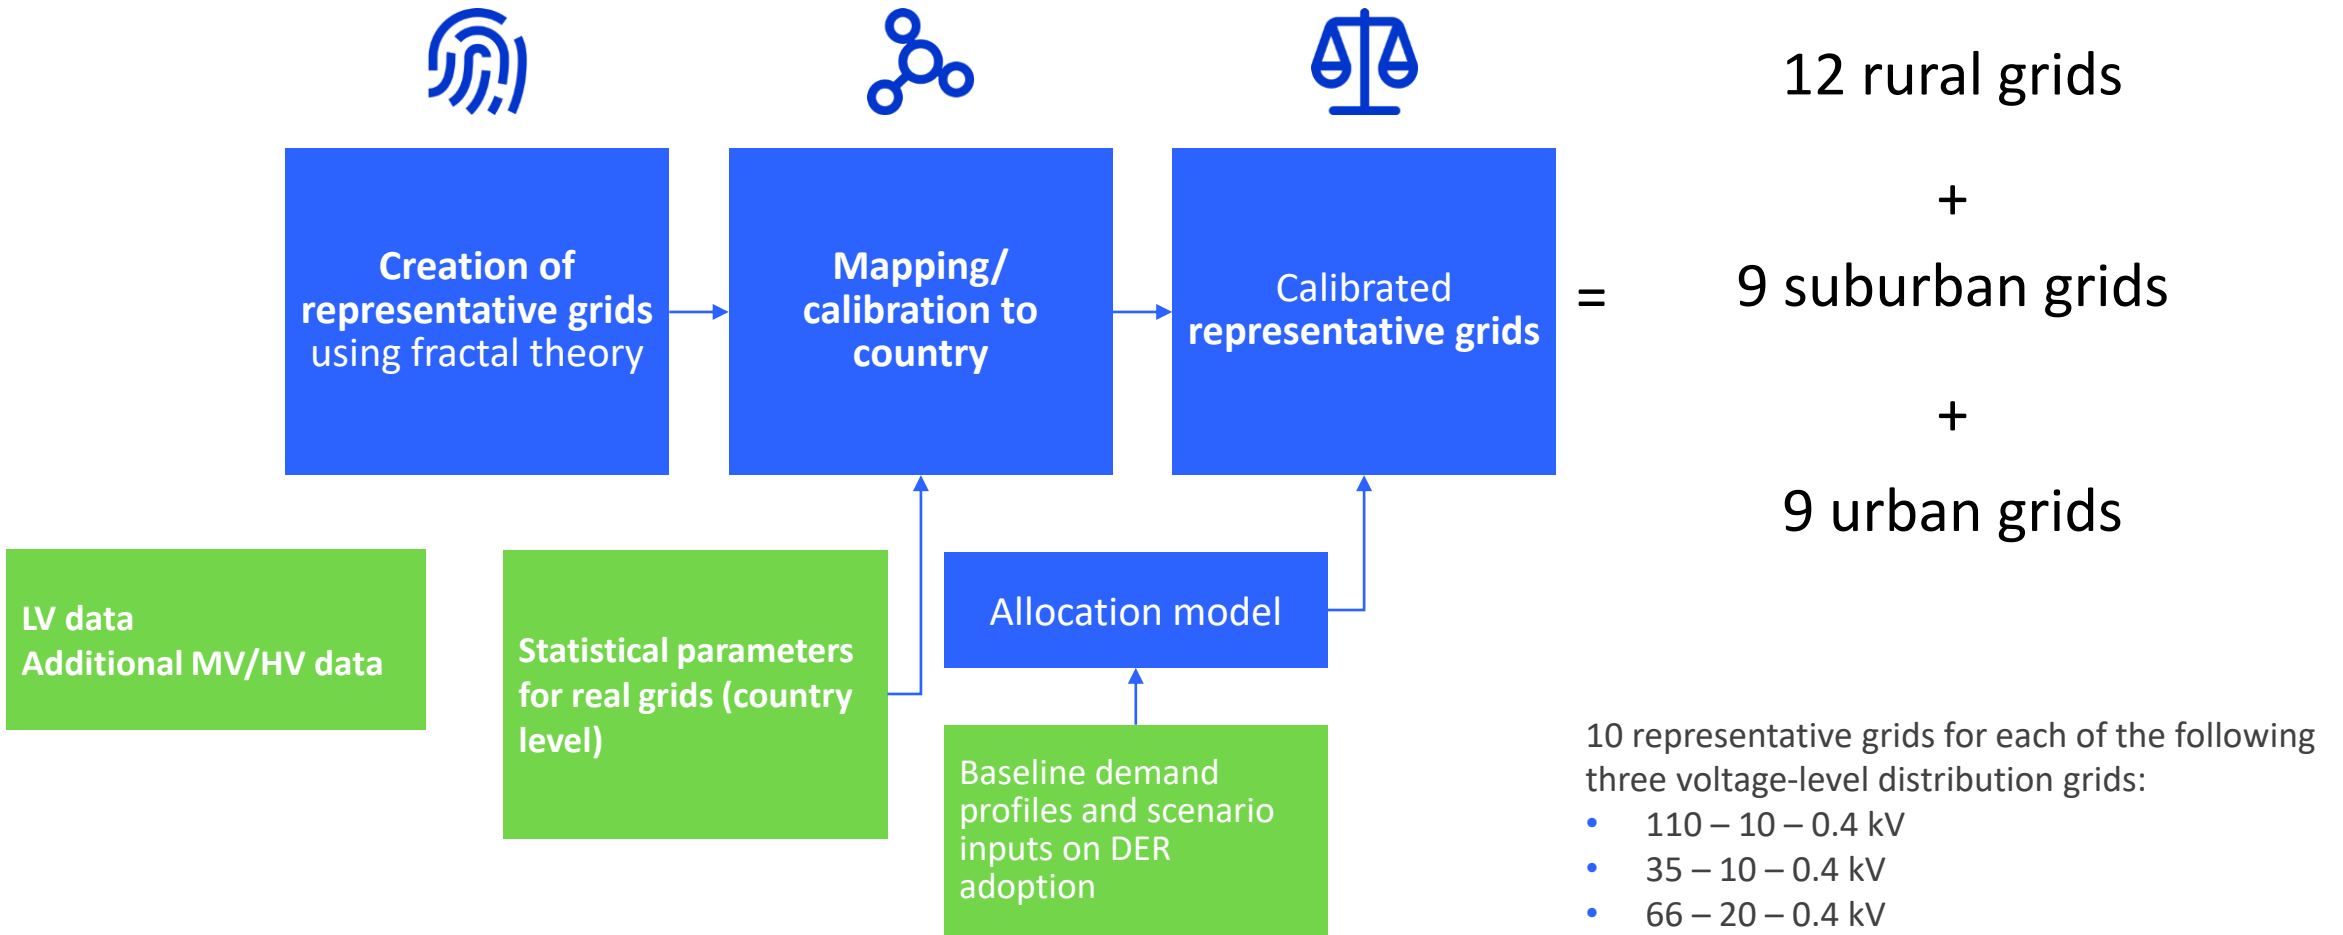 Creation of
representative grids
using fractal theory
Mapping/
calibration to
country
Calibrated
representative grids
=
12 rural grids
+
9 suburban grids
+
9 urban grids
LV data
Additional MV/HV data
Statistical parameters
for real grids (country
level)
Allocation model
Baseline demand
profiles and scenario
inputs on DER
adoption
10 representative grids for each of the following
three voltage-level distribution grids:
• 110 – 10 – 0.4 kV
• 35 – 10 – 0.4 kV
• 66 – 20 – 0.4 kV